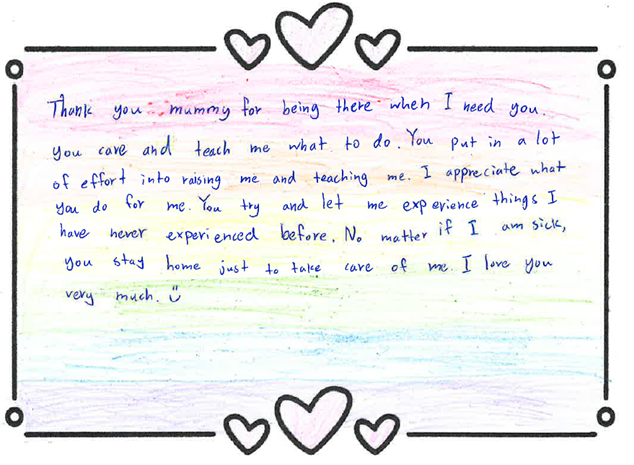 Thank you mummy for being there when I need you.
you care and teach me what to do. You put in a lot
of effort into raising me and teaching me. I appreciate what
you do for me. You try and let me experience things I
have never experienced before. No matter if I am sick,
you stay home just to take care of me. I love you
very much.